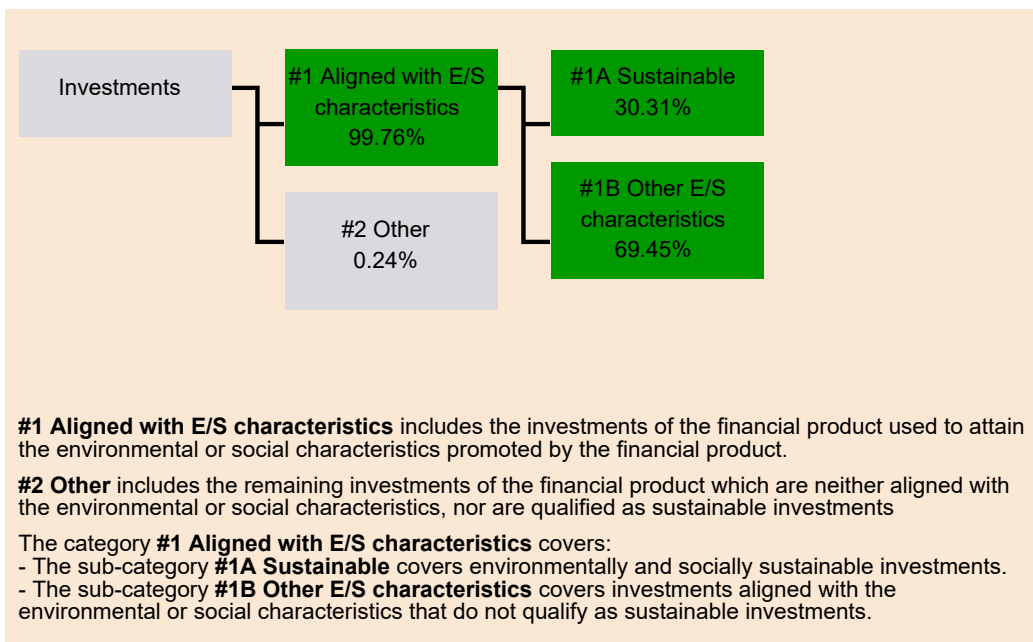 Investments
#1 Aligned with E/S
characteristics
99.76%
#2 Other
0.24%
#1A Sustainable
30.31%
#1B Other E/S
characteristics
69.45%
#1 Aligned with E/S characteristics includes the investments of the financial product used to attain
the environmental or social characteristics promoted by the financial product.
#2 Other includes the remaining investments of the financial product which are neither aligned with
the environmental or social characteristics, nor are qualified as sustainable investments
The category #1 Aligned with E/S characteristics covers:
- The sub-category #1A Sustainable covers environmentally and socially sustainable investments.
- The sub-category #1B Other E/S characteristics covers investments aligned with the
environmental or social characteristics that do not qualify as sustainable investments.